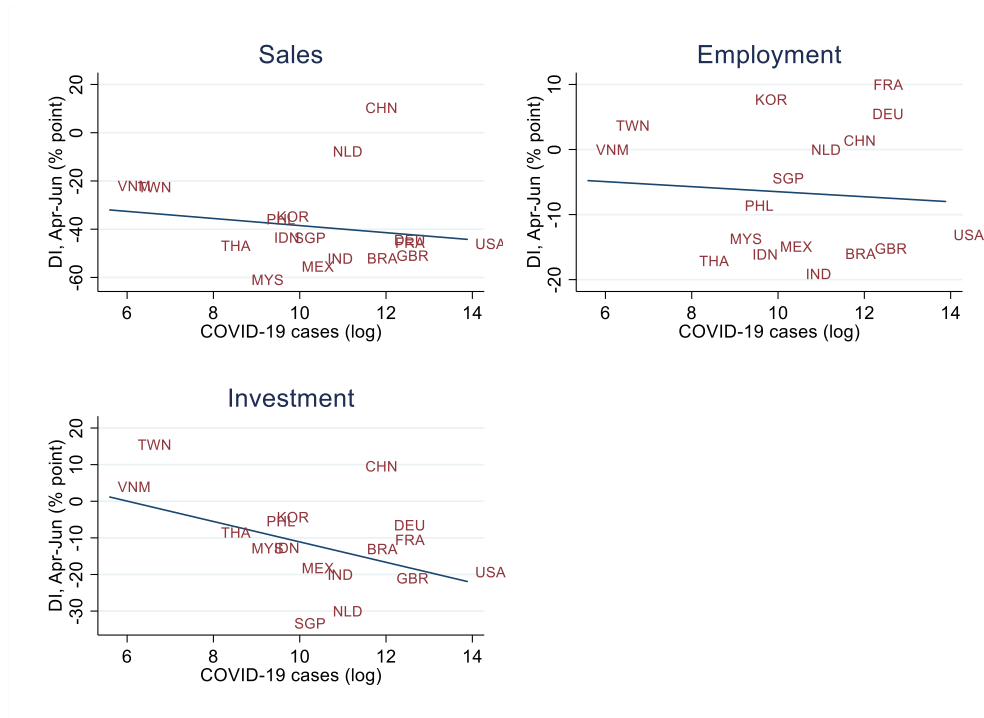 Sales
DI, Apr-Jun (% point)
20
0
-20
-40
-60
CHN
NLD
VNM
TWN
PHL
KOR
IDN
SGP
THA
DEU
FRA
USA
IND
BRA
GBR
MEX
MYS
6 8 10 12 14
COVID-19 cases (log)
Employment
DI, Apr-Jun (% point)
10
0
-10
-20
FRA
KOR
DEU
TWN
CHN
VNM
NLD
SGP
PHL
USA
MYS
MEX
GBR
IDN
BRA
THA
IND
6 8 10 12 14
COVID-19 cases (log)
Investment
DI, Apr-Jun (% point)
20
10
0
-10
-20
-30
TWN
CHN
VNM
KOR
PHL
DEU
THA
FRA
MYS
IDN
BRA
MEX
IND
USA
GBR
NLD
SGP
6 8 10 12 14
COVID-19 cases (log)